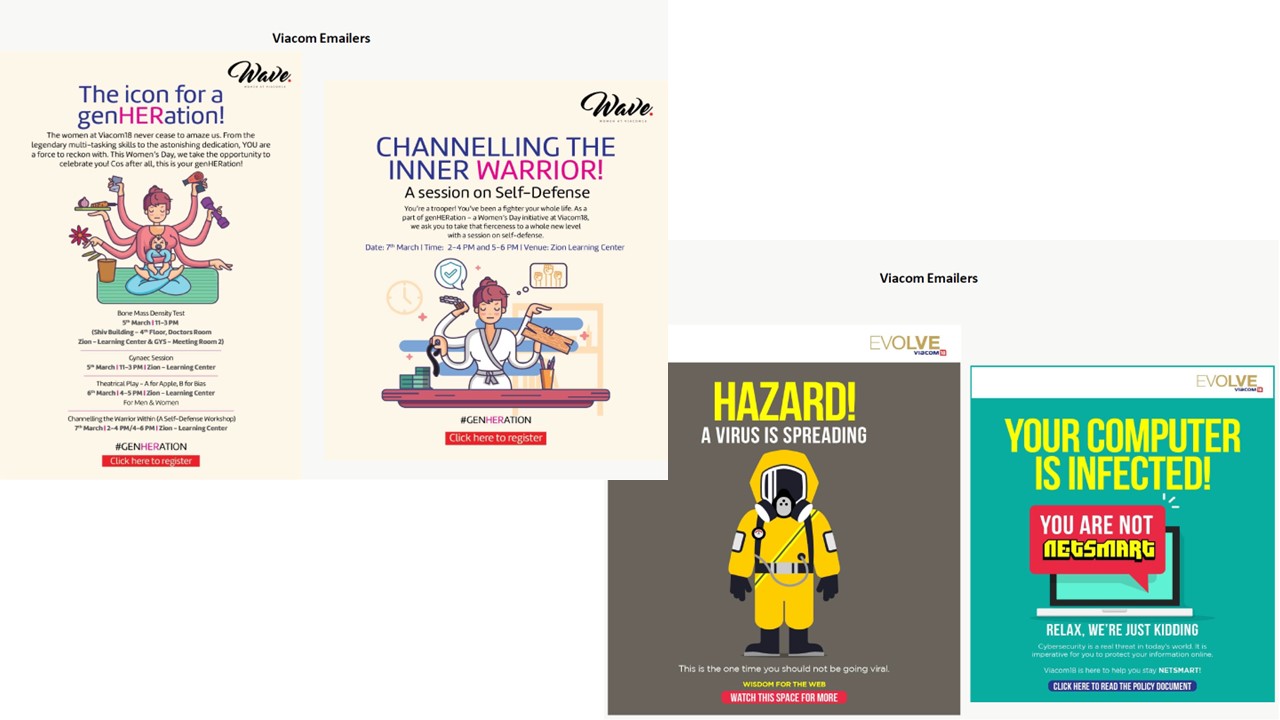 Viacom Emailers
Wave.
WOMEN AT VIACOM18
The icon for a
genHERation!
The women at Viacom18 never cease to amaze us. From the
legendary multi-tasking skills to the astonishing dedication, YOU are
a force to reckon with. This Women's Day, we take the opportunity to
celebrate you! Cos after all, this is your genHERation!
Bone Mass Density Test
5th March | 11-3 PM
(Shiv Building - 4th Floor, Doctors Room
Zion - Learning Center & GYS - Meeting Room 2)
Gynaec Session
5th March | 11-3 PM | Zion - Learning Center
Theatrical Play - A for Apple, B for Bias
6th March | 4-5 PM | Zion - Learning Center
For Men & Women
Channelling the Warrior Within (A Self-Defense Workshop)
7th March | 2-4 PM/4-6 PM | Zion - Learning Center
#GENHERATION
Click here to register
Wave.
WOMEN AT VIACOM18
CHANNELLING THE
INNER WARRIOR!
A session on Self-Defense
You're a trooper! You've been a fighter your whole life. As a
part of genHERation - a Women's Day initiative at Viacom18,
we ask you to take that fierceness to a whole new level
with a session on self-defense.
Date: 7th March | Time: 2-4 PM and 5-6 PM | Venue: Zion Learning Center
#GENHERATION
Click here to register
Viacom Emailers
EVOLVE
VIACOM18
HAZARD!
A VIRUS IS SPREADING
This is the one time you should not be going viral.
WISDOM FOR THE WEB
WATCH THIS SPACE FOR MORE
EVOLVE
VIACOM18
YOUR COMPUTER
IS INFECTED!
YOU ARE NOT
NETSMART
RELAX, WE'RE JUST KIDDING
Cybersecurity is a real threat in today's world. It is
imperative for you to protect your information online.
Viacom18 is here to help you stay NETSMART!
CLICK HERE TO READ THE POLICY DOCUMENT